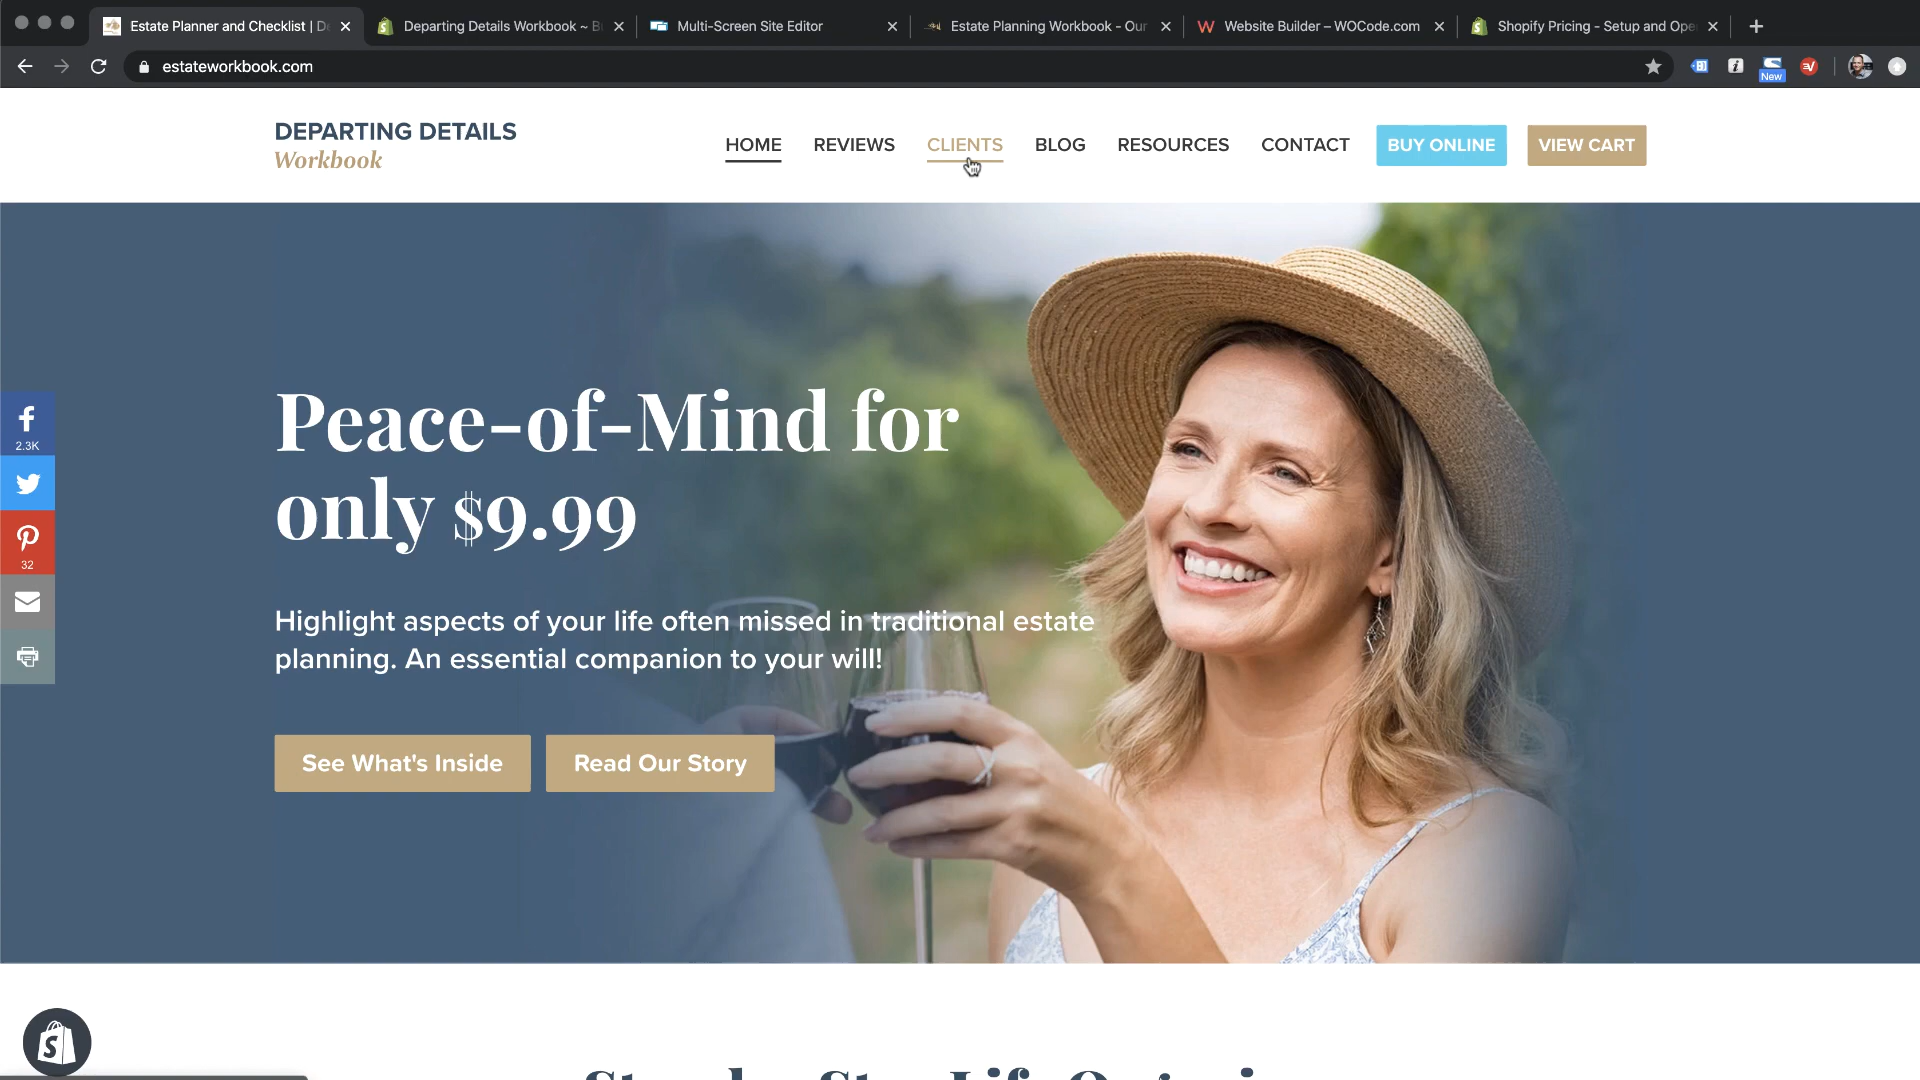 Estate Planner and Checklist | De
Departing Details Workbook ~ B
Multi-Screen Site Editor
Estate Planning Workbook - Our
Website Builder – WOCode.com
Shopify Pricing - Setup and Ope
estateworkbook.com
New
DEPARTING DETAILS
Workbook
HOME
REVIEWS
CLIENTS
BLOG
RESOURCES
CONTACT
BUY ONLINE
VIEW CART
Peace-of-Mind for
only $9.99
2.3K
32
Highlight aspects of your life often missed in traditional estate
planning. An essential companion to your will!
See What's Inside
Read Our Story